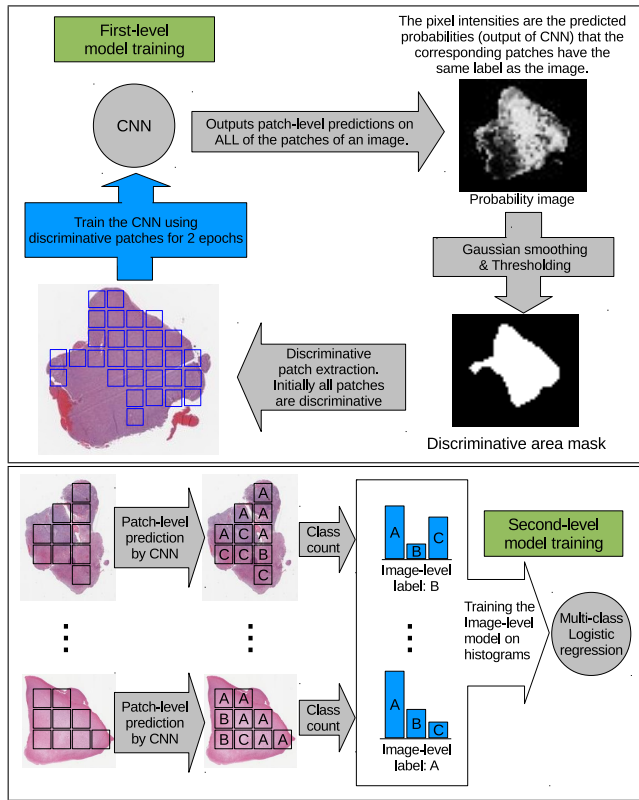 First-level
model training
The pixel intensities are the predicted
probabilities (output of CNN) that the
corresponding patches have the
same label as the image.
CNN
Outputs patch-level predictions on
ALL of the patches of an image.
Probability image
Train the CNN using
discriminative patches for 2 epochs
Gaussian smoothing
& Thresholding
Discriminative
patch extraction.
Initially all patches
are discriminative
Discriminative area mask
Patch-level
prediction
by CNN
A
A A
A C A
C C B
C
Class
count
A B C
Image-level
label: B
Second-level
model training
Training the
Image-level
model on
histograms
Multi-class
Logistic
regression
Patch-level
prediction
by CNN
A A
B A A
B C A A
Class
count
A B C
Image-level
label: A